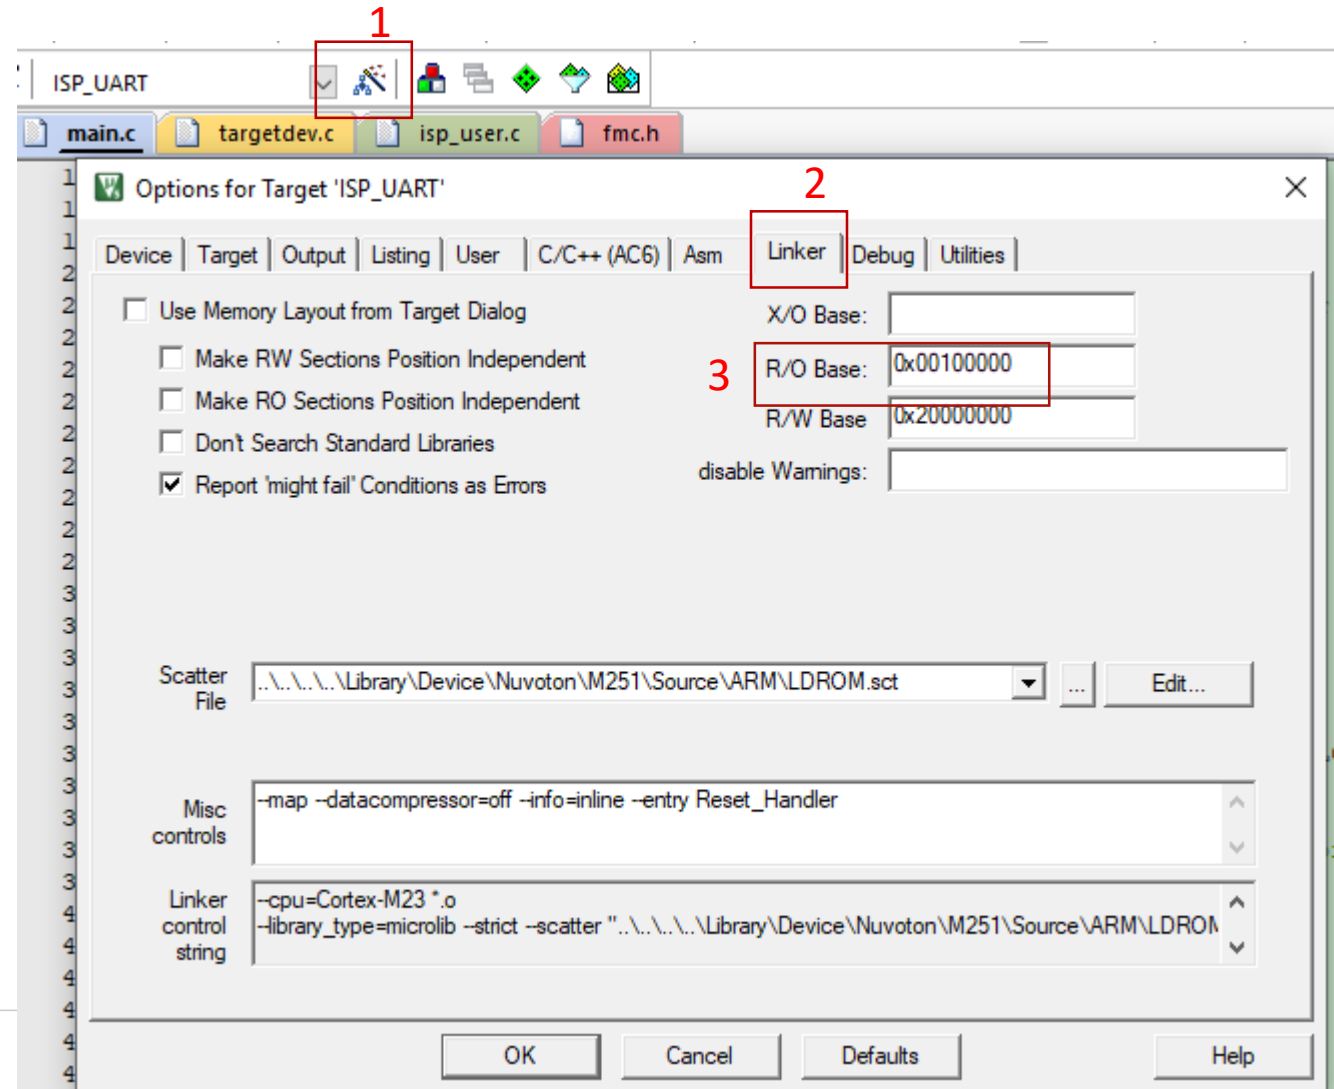 1
ISP_UART
main.c targetdev.c isp_user.c fmc.h
Options for Target 'ISP_UART'
2
Device Target Output Listing User C/C++ (AC6) Asm Linker Debug Utilities
Use Memory Layout from Target Dialog
X/O Base:
Make RW Sections Position Independent
3
R/O Base: 0x00100000
Make RO Sections Position Independent
R/W Base 0x20000000
Don't Search Standard Libraries
disable Warnings:
Report 'might fail' Conditions as Errors
Scatter
File
..\..\..\..\Library\Device\Nuvoton\M251\Source\ARM\LDROM.sct
... Edit...
Misc
controls
--map --datacompressor=off --info=inline --entry Reset_Handler
Linker
control
string
--cpu=Cortex-M23 *.o
--library_type=microlib --strict --scatter "..\..\..\..\Library\Device\Nuvoton\M251\Source\ARM\LDROM
OK Cancel Defaults Help